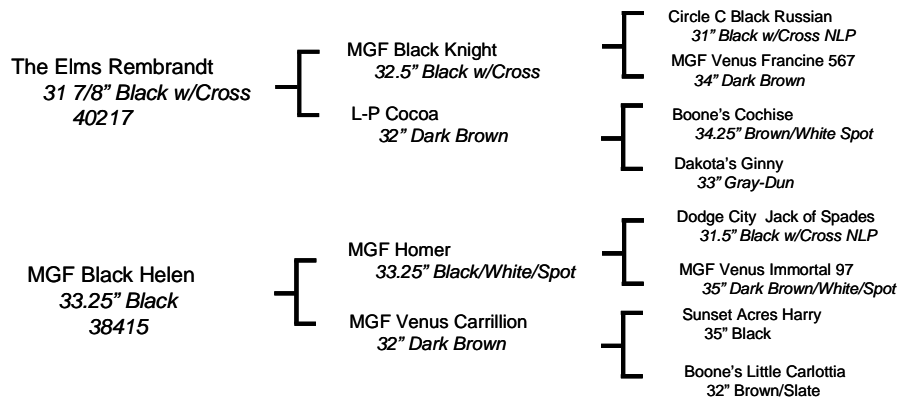 The Elms Rembrandt
31 7/8” Black w/Cross
40217
MGF Black Helen
33.25” Black
38415
MGF Black Knight
32.5” Black w/Cross
L-P Cocoa
32” Dark Brown
MGF Homer
33.25” Black/White/Spot
MGF Venus Carrillion
32” Dark Brown
Circle C Black Russian
31” Black w/Cross NLP
MGF Venus Francine 567
34” Dark Brown
Boone’s Cochise
34.25” Brown/White Spot
Dakota’s Ginny
33” Gray-Dun
Dodge City Jack of Spades
31.5” Black w/Cross NLP
MGF Venus Immortal 97
35” Dark Brown/White/Spot
Sunset Acres Harry
35” Black
Boone’s Little Carlottia
32” Brown/Slate